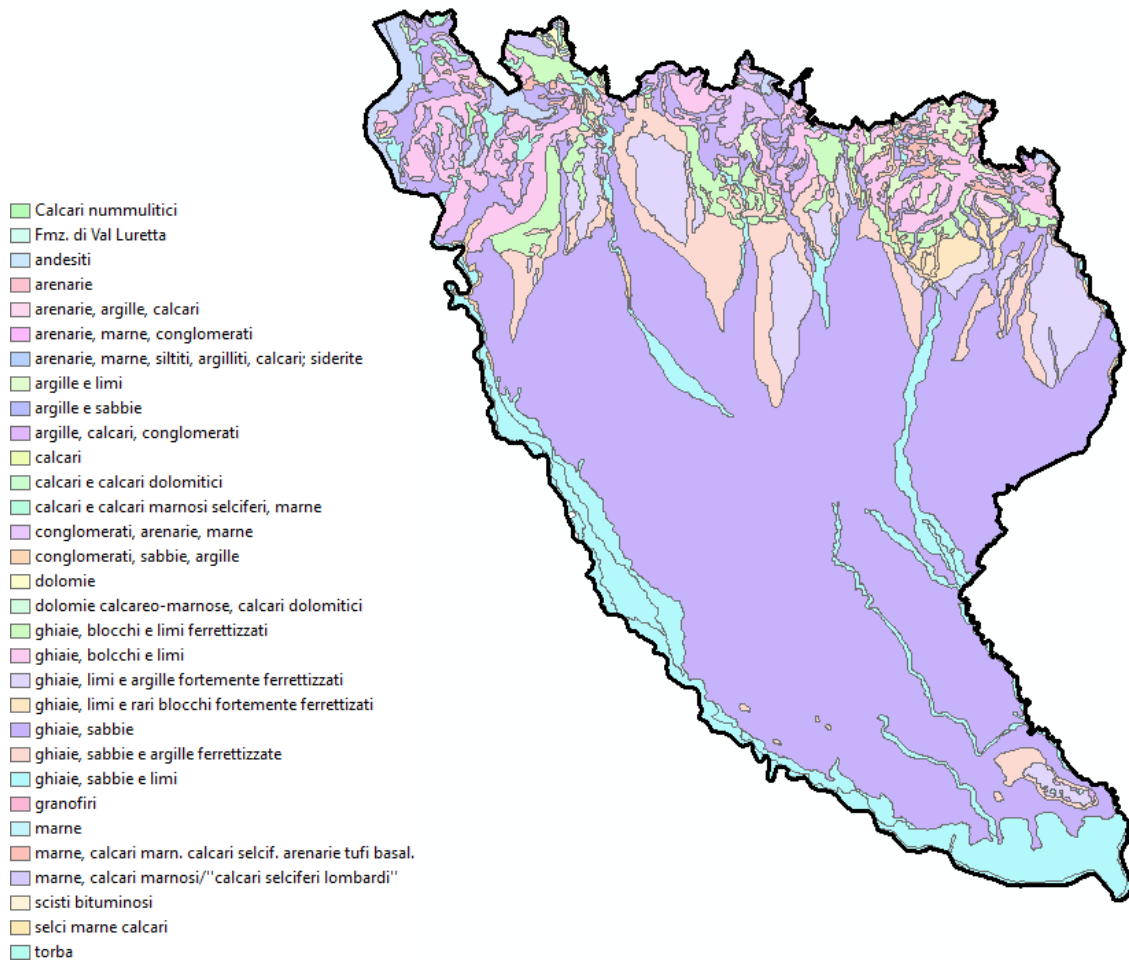 Calcari nummulitici
Fmz. di Val Luretta
andesiti
arenarie
arenarie, argille, calcari
arenarie, marne, conglomerati
arenarie, marne, siltiti, argilliti, calcari; siderite
argille e limi
argille e sabbie
argille, calcari, conglomerati
calcari
calcari e calcari dolomitici
calcari e calcari marnosi selciferi, marne
conglomerati, arenarie, marne
conglomerati, sabbie, argille
dolomie
dolomie calcareo-marnose, calcari dolomitici
ghiaie, blocchi e limi ferrettizzati
ghiaie, bolcchi e limi
ghiaie, limi e argille fortemente ferrettizzati
ghiaie, limi e rari blocchi fortemente ferrettizati
ghiaie, sabbie
ghiaie, sabbie e argille ferrettizzate
ghiaie, sabbie e limi
granofiri
marne
marne, calcari marn. calcari selcif. arenarie tufi basal.
marne, calcari marnosi/''calcari selciferi lombardi''
scisti bituminosi
selci marne calcari
torba